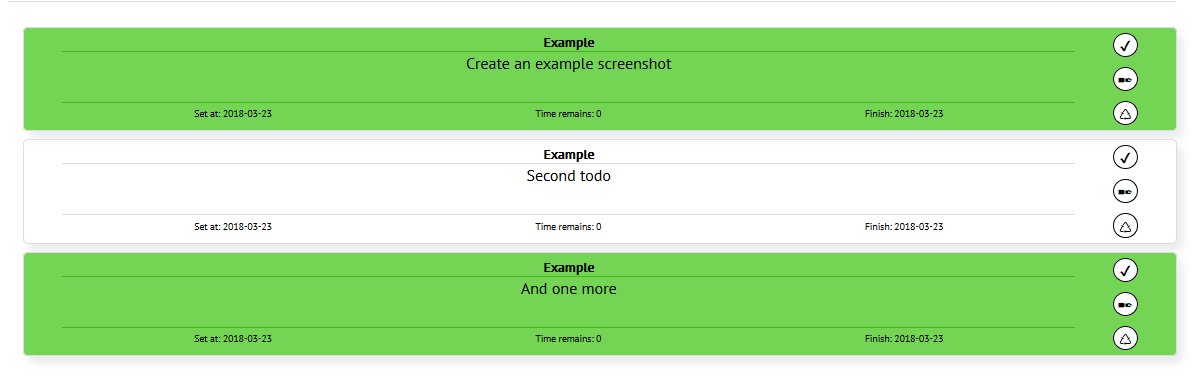 Example
Create an example screenshot
Set at: 2018-03-23 Time remains: 0 Finish: 2018-03-23
Example
Second todo
Set at: 2018-03-23 Time remains: 0 Finish: 2018-03-23
Example
And one more
Set at: 2018-03-23 Time remains: 0 Finish: 2018-03-23